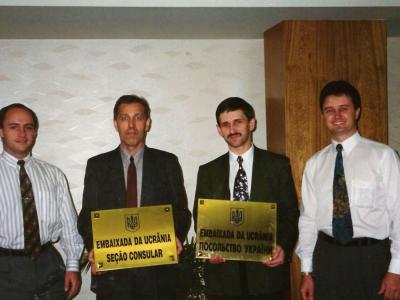 EMBAIXADA DA UCRÂNIA
SEÇÃO CONSULAR
EMBAIXADA DA UCRÂNIA
ПОСОЛЬСТВО УКРАЇНИ